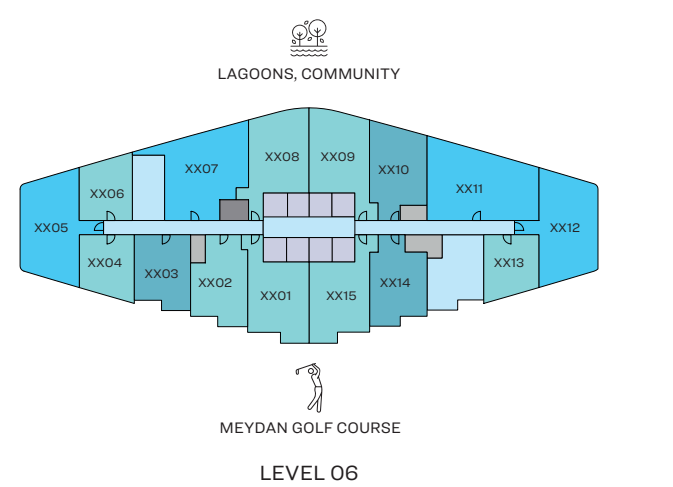 LAGOONS, COMMUNITY
XX08
XX09
XX07
XX10
XX06
XX11
XX05
XX12
XX04
XX03
XX02
XX01
XX15
XX14
XX13
MEYDAN GOLF COURSE
LEVEL 06